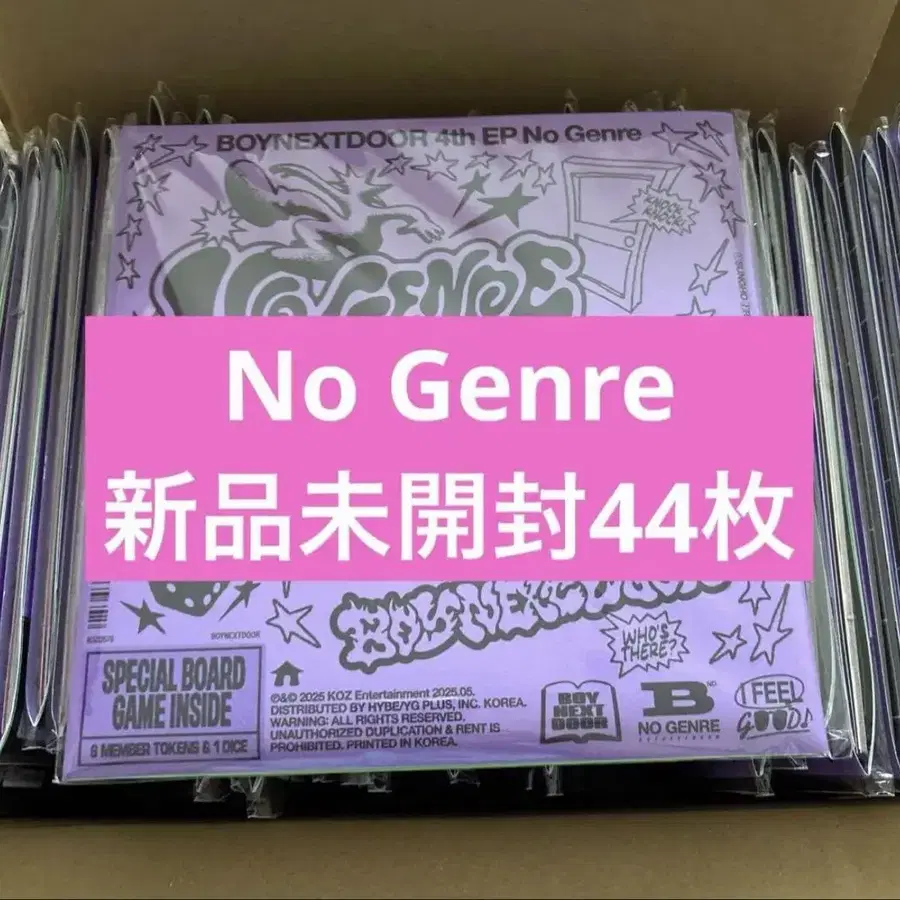 BOYNEXTDOOR 4th EP No Genre
KNOCK KNOCK!
No Genre
新品未開封44枚
BOYNEXTDOOR
BOYNEXTDOOR
WHO'S THERE?
SPECIAL BOARD
GAME INSIDE
6 MEMBER TOKENS & 1 DICE
℗&© 2025 KOZ Entertainment 2025.05.
DISTRIBUTED BY HYBE/YG PLUS, INC. KOREA.
WARNING: ALL RIGHTS RESERVED.
UNAUTHORIZED DUPLICATION & RENT IS
PROHIBITED. PRINTED IN KOREA.
BOY
NEXT
DOOR
B ND
NO GENRE
I FEEL
GOOD♪